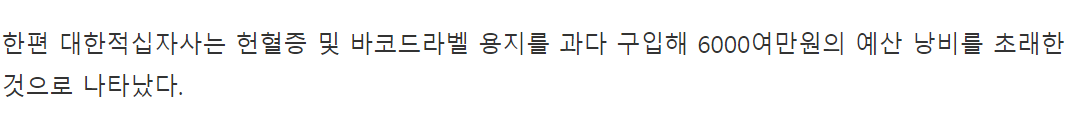 한편 대한적십자사는 헌혈증 및 바코드라벨 용지를 과다 구입해 6000여만원의 예산 낭비를 초래한
것으로 나타났다.